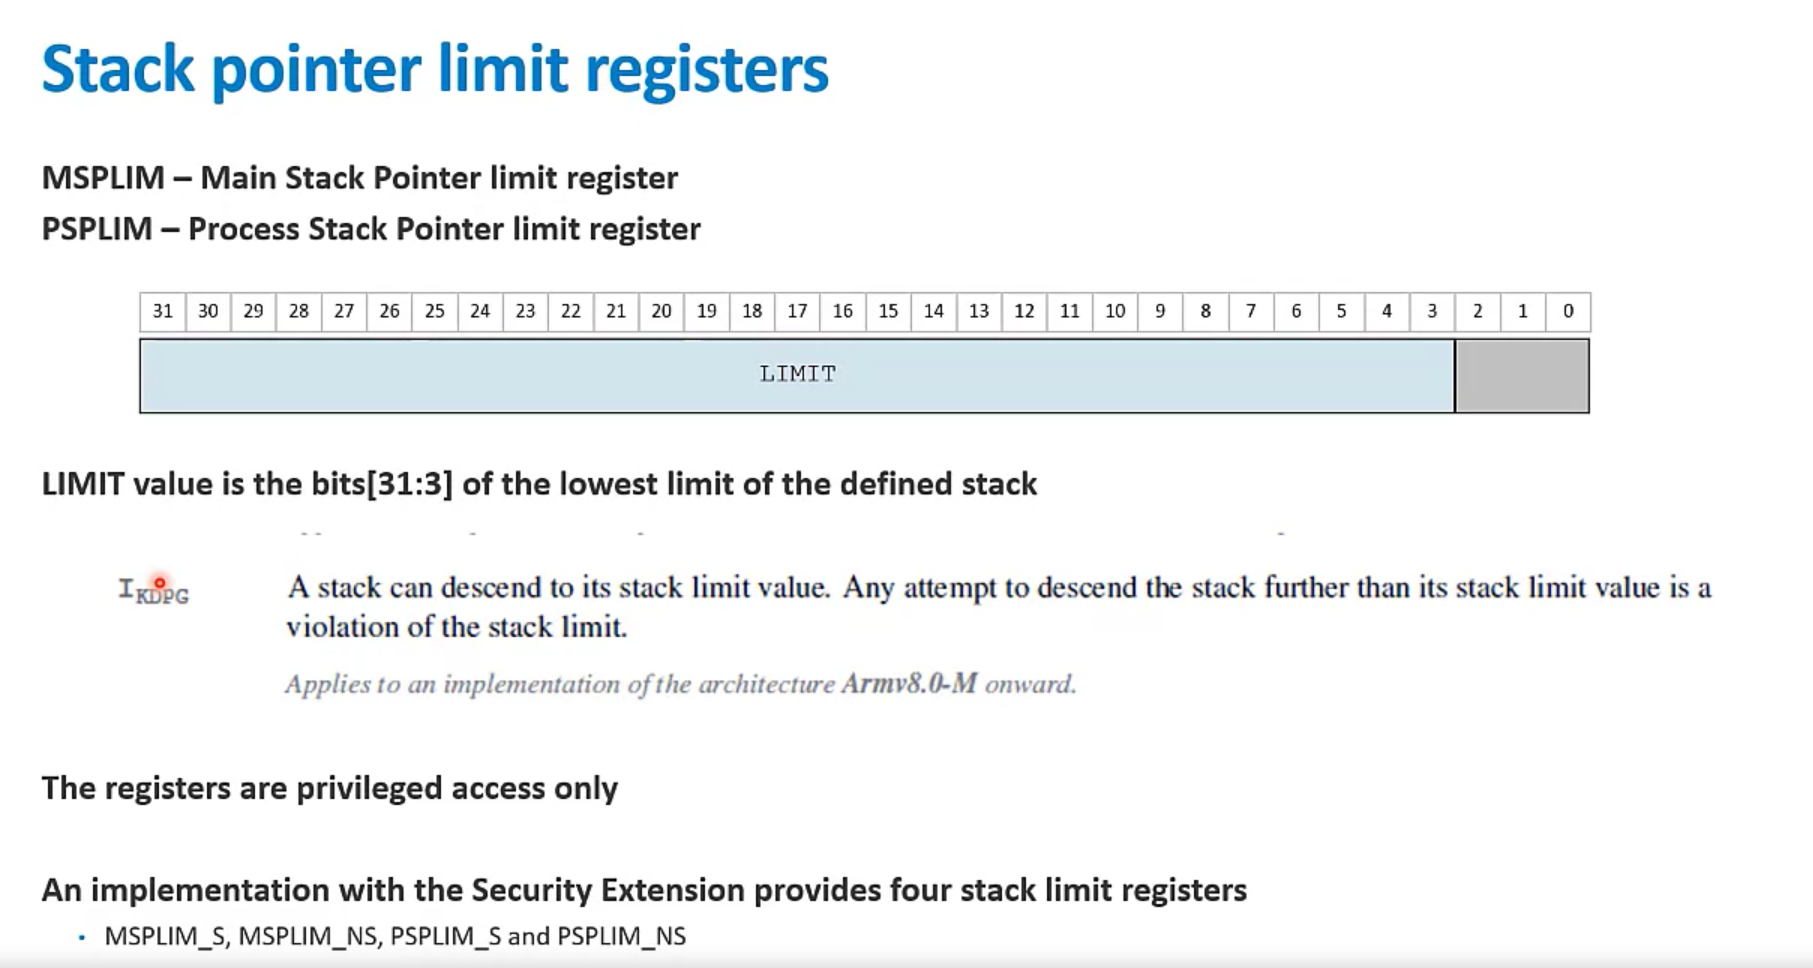 Stack pointer limit registers
MSPLIM – Main Stack Pointer limit register
PSPLIM – Process Stack Pointer limit register
31 30 29 28 27 26 25 24 23 22 21 20 19 18 17 16 15 14 13 12 11 10 9 8 7 6 5 4 3 2 1 0
LIMIT
LIMIT value is the bits[31:3] of the lowest limit of the defined stack
I KDPG A stack can descend to its stack limit value. Any attempt to descend the stack further than its stack limit value is a
violation of the stack limit.
Applies to an implementation of the architecture Armv8.0-M onward.
The registers are privileged access only
An implementation with the Security Extension provides four stack limit registers
• MSPLIM_S, MSPLIM_NS, PSPLIM_S and PSPLIM_NS